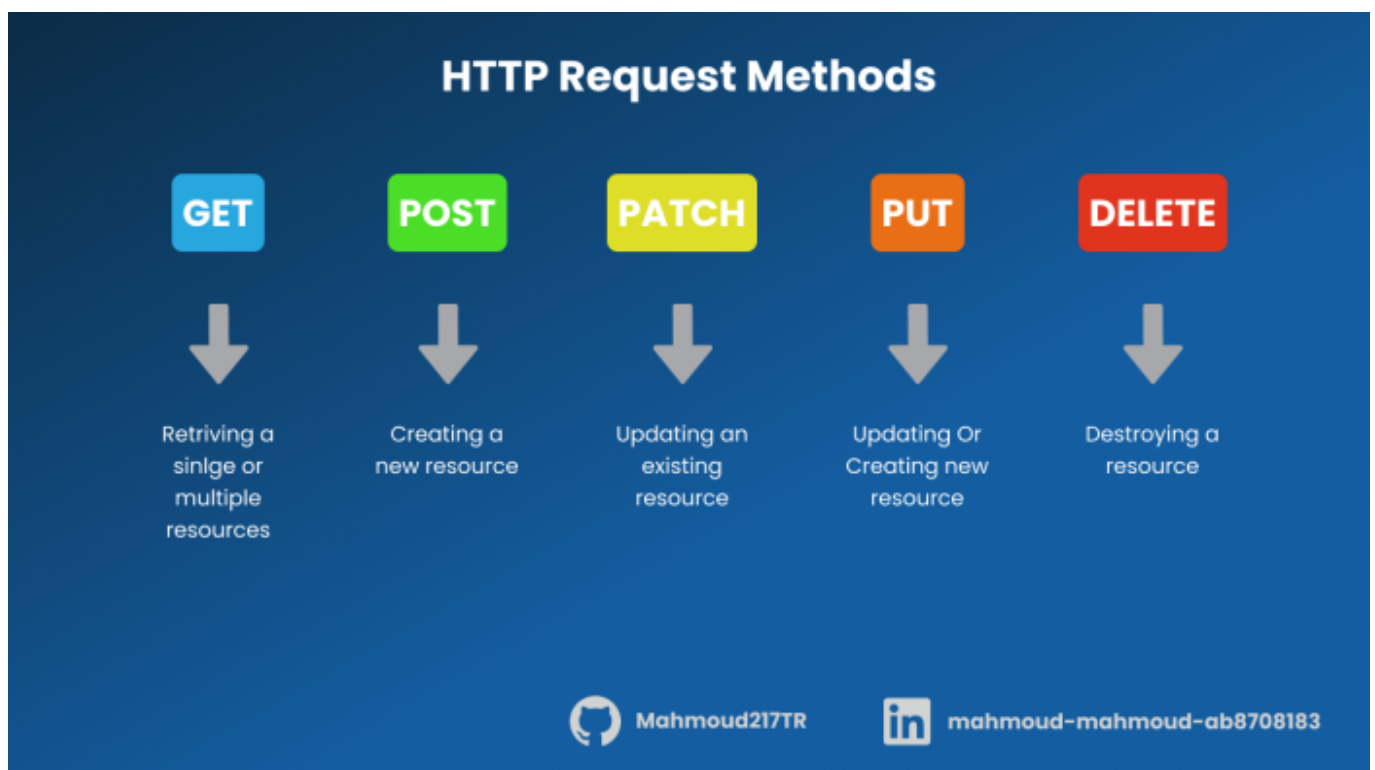 HTTP Request Methods
GET
POST
PATCH
PUT
DELETE
Retriving a
sinlge or
multiple
resources
Creating a
new resource
Updating an
existing
resource
Updating Or
Creating new
resource
Destroying a
resource
Mahmoud217TR
in
mahmoud-mahmoud-ab8708183